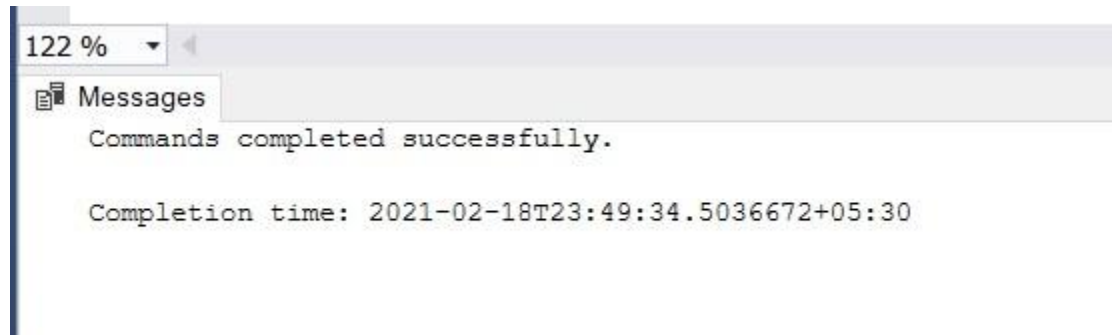 122 %
Messages
Commands completed successfully.
Completion time: 2021-02-18T23:49:34.5036672+05:30